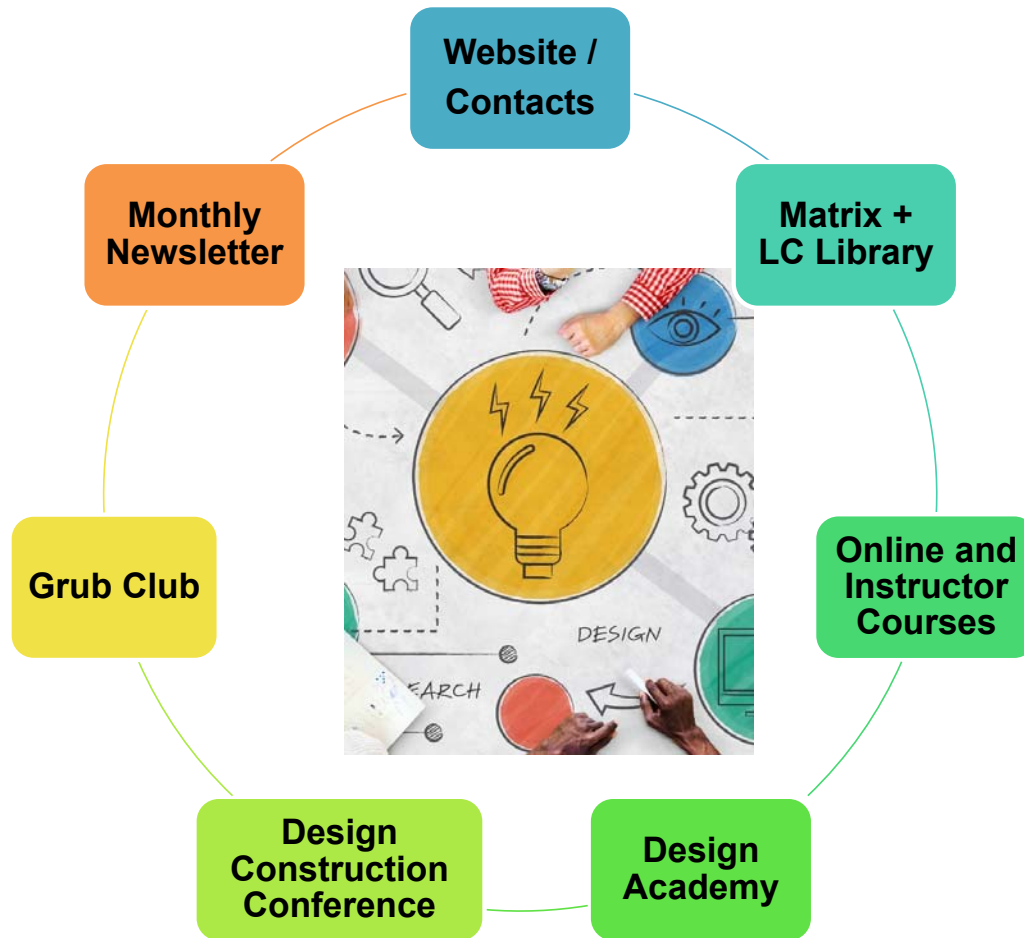 Website /
Contacts
Matrix +
LC Library
Online and
Instructor
Courses
Design
Academy
Design
Construction
Conference
Grub Club
Monthly
Newsletter
DESIGN
EARCH